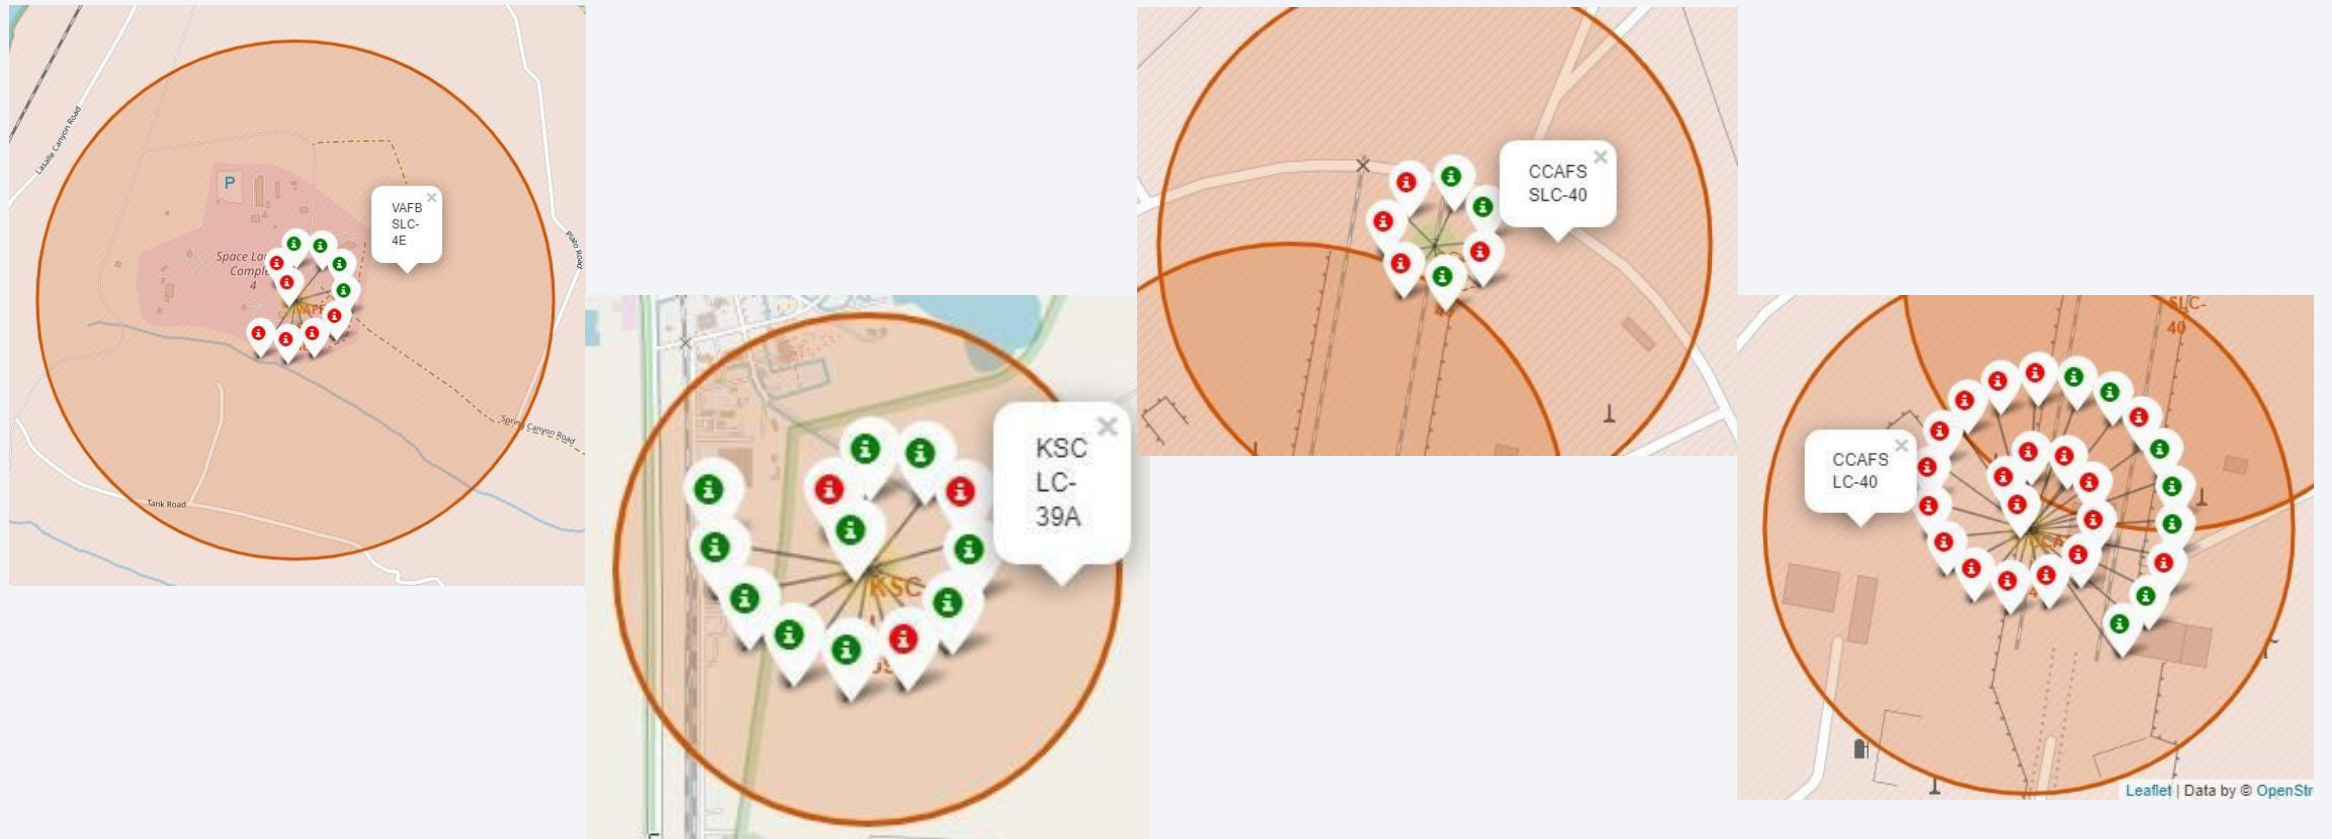 Lasalle Canyon Road
P
Space La
Comple
4
VAFB
SLC-
4E
Plato Road
Spring Canyon Road
Tank Road
KSC
LC-
39A
KSC
CCAFS
SLC-40
SLC-
40
CCAFS
LC-40
Leaflet | Data by © OpenStr